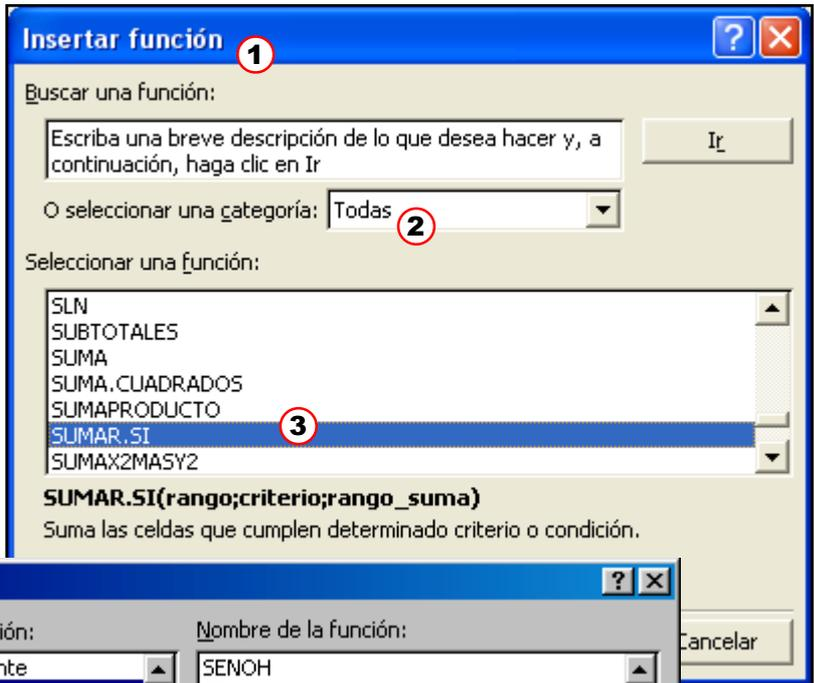 Insertar función
1
Buscar una función:
Escriba una breve descripción de lo que desea hacer y, a
continuación, haga clic en Ir
Ir
O seleccionar una categoría: Todas
2
Seleccionar una función:
SLN
SUBTOTALES
SUMA
SUMA.CUADRADOS
SUMAPRODUCTO
SUMAR.SI
3
SUMAX2MASY2
SUMAR.SI(rango;criterio;rango_suma)
Suma las celdas que cumplen determinado criterio o condición.
Nombre de la función:
SENOH
Cancelar